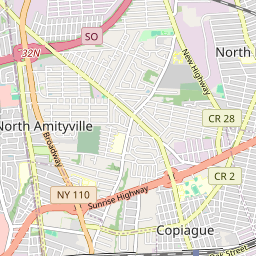 SO
32N
New Highway
North
CR 28
North Amityville
Broadway
CR 2
NY 110
Sunrise Highway
Copiague
Oak Street